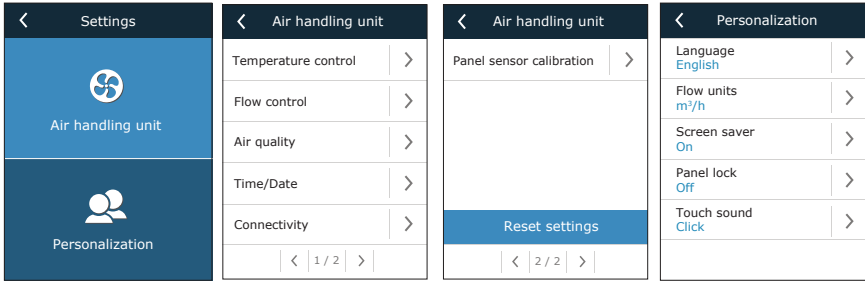 Settings
Air handling unit
Personalization
Air handling unit
Temperature control
Flow control
Air quality
Time/Date
Connectivity
1 / 2
Air handling unit
Panel sensor calibration
Reset settings
2 / 2
Personalization
Language
English
Flow units
m³/h
Screen saver
On
Panel lock
Off
Touch sound
Click